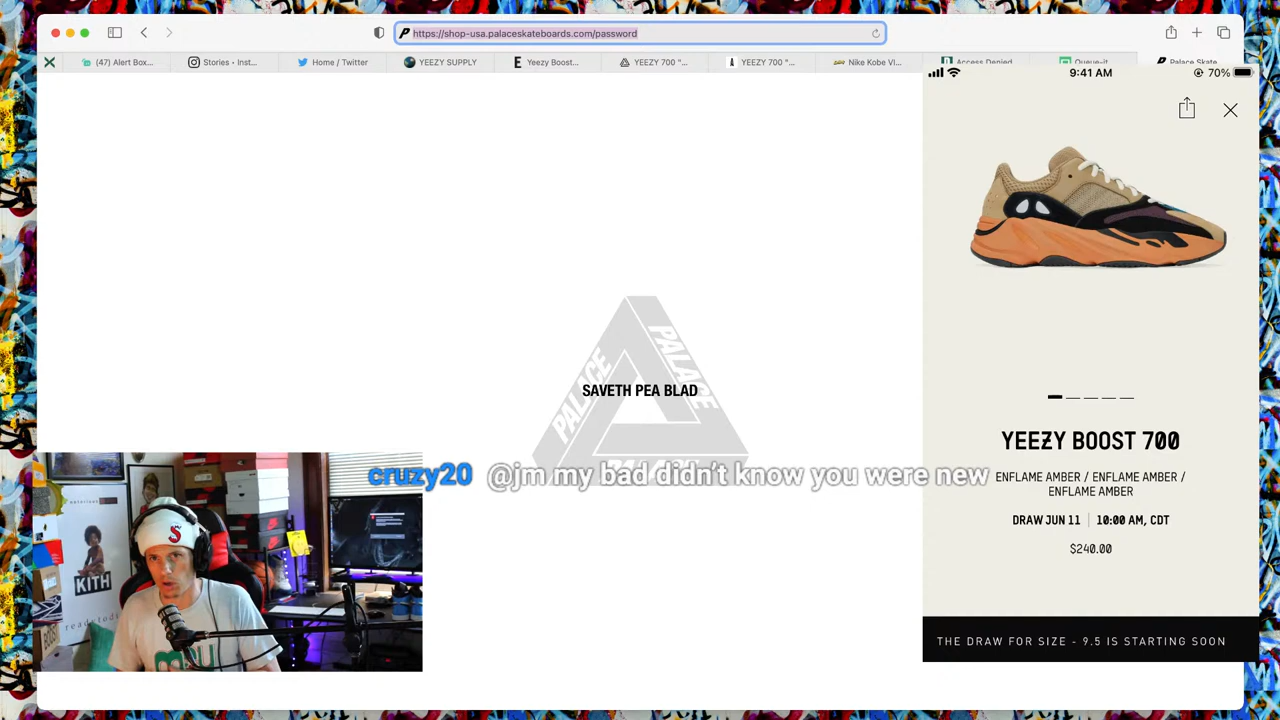 https://shop-usa.palaceskateboards.com/password
(47) Alert Box...
Stories • Inst...
Home / Twitter
YEEZY SUPPLY
Yeezy Boost...
YEEZY 700 "...
YEEZY 700 "...
Nike Kobe VI...
Access Denied
Queue-it
Palace Skate...
9:41 AM
70%
PALACE
PALACE
SAVETH PEA BLAD
cruzy20 @jm my bad didn't know you were new
YEEZY BOOST 700
ENFLAME AMBER / ENFLAME AMBER /
ENFLAME AMBER
DRAW JUN 11 | 10:00 AM, CDT
$240.00
THE DRAW FOR SIZE - 9.5 IS STARTING SOON
notorious
KITH
S